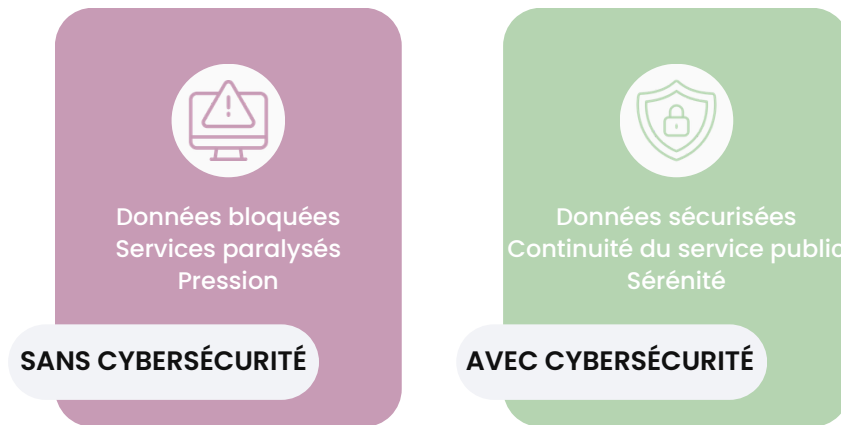 Données bloquées
Services paralysés
Pression
SANS CYBERSÉCURITÉ
Données sécurisées
Continuité du service public
Sérénité
AVEC CYBERSÉCURITÉ